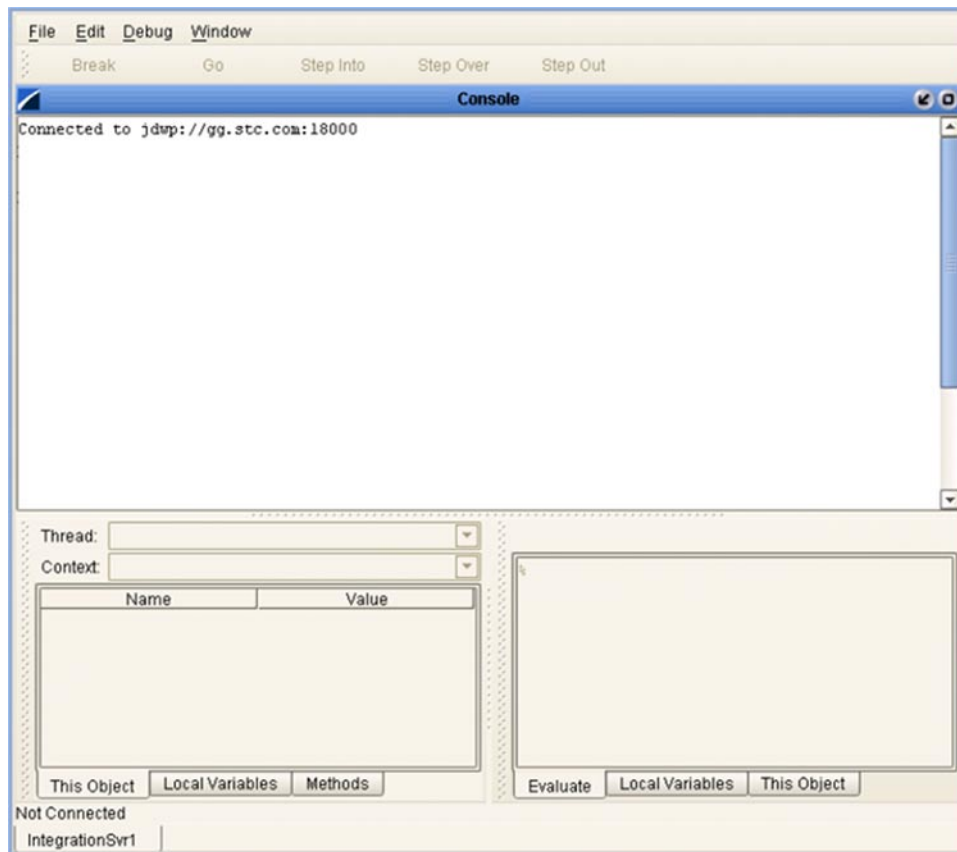 File Edit Debug Window
Break Go Step Into Step Over Step Out
Console
Connected to jdwp://gg.stc.com:18000
Thread:
Context:
Name Value
%
This Object Local Variables Methods
Evaluate Local Variables This Object
Not Connected
IntegrationSvr1